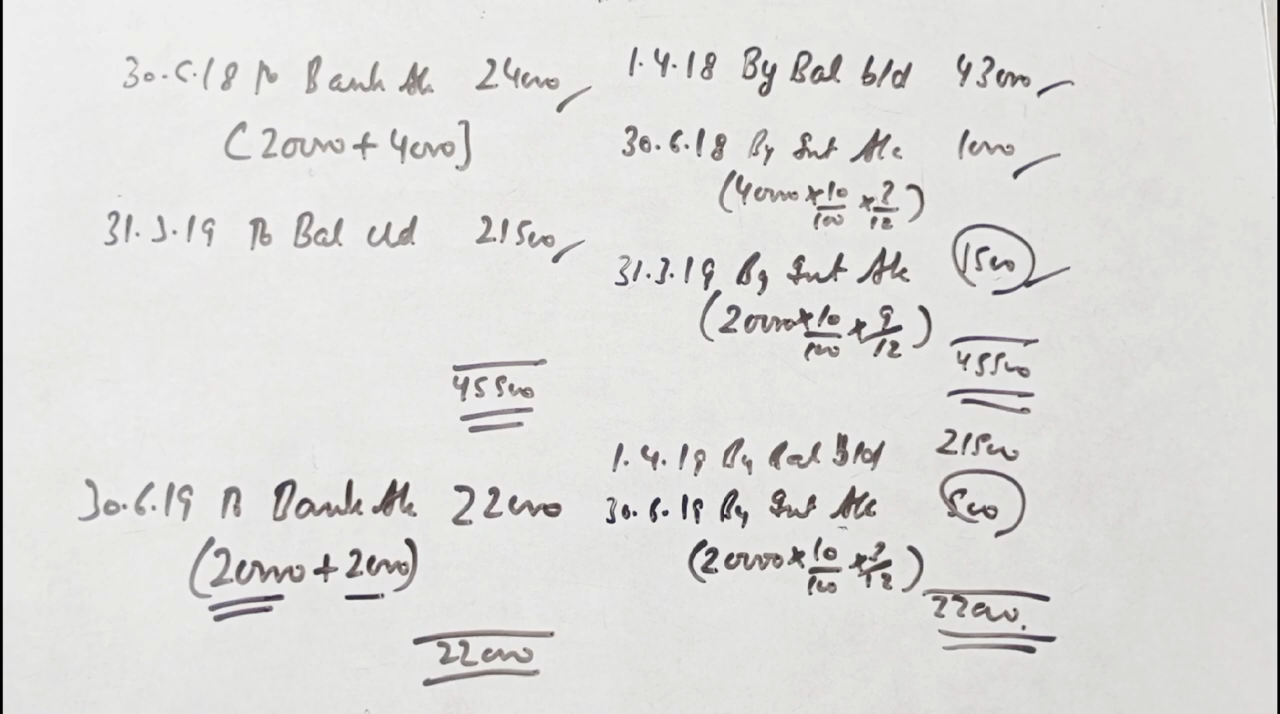 30.6.18 To Bank A/c 24000
(20000 + 4000]
31.3.19 To Bal c/d 21500
45500
30.6.19 To Bank A/c 22000
(20000 + 2000)
22000
1.4.18 By Bal b/d 43000
30.6.18 By Int A/c 1000
(40000 × 10/100 × 3/12)
31.3.19 By Int A/c 1500
(20000 × 10/100 × 9/12)
45500
1.4.19 By Bal b/d 21500
30.6.19 By Int A/c 500
(20000 × 10/100 × 3/12)
22000.